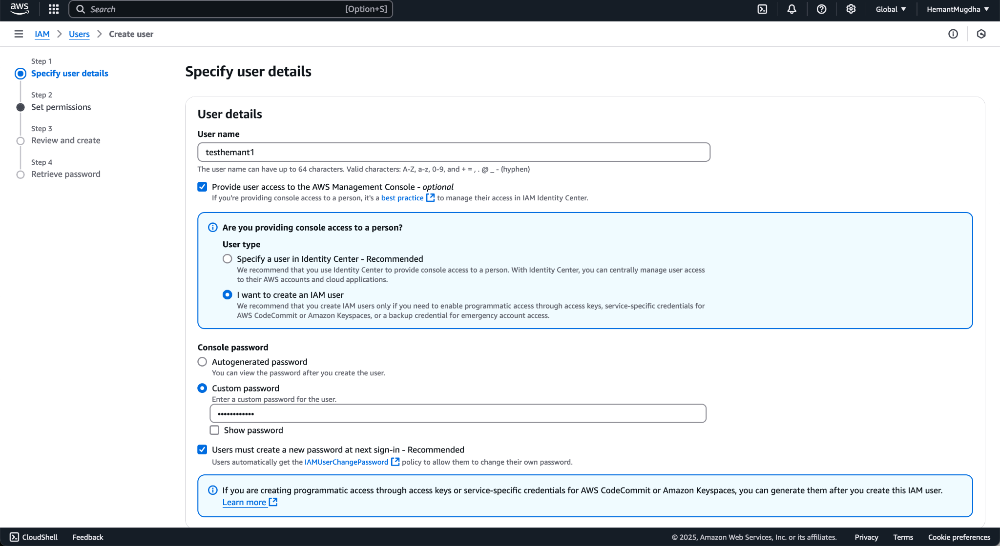 aws
Search [Option+S]
Global
HemantMugdha
IAM
Users
Create user
Step 1
Specify user details
Step 2
Set permissions
Step 3
Review and create
Step 4
Retrieve password
Specify user details
User details
User name
testhemant1
The user name can have up to 64 characters. Valid characters: A-Z, a-z, 0-9, and + = , . @ _ - (hyphen)
Provide user access to the AWS Management Console - optional
If you're providing console access to a person, it's a best practice to manage their access in IAM Identity Center.
Are you providing console access to a person?
User type
Specify a user in Identity Center - Recommended
We recommend that you use Identity Center to provide console access to a person. With Identity Center, you can centrally manage user access
to their AWS accounts and cloud applications.
I want to create an IAM user
We recommend that you create IAM users only if you need to enable programmatic access through access keys, service-specific credentials for
AWS CodeCommit or Amazon Keyspaces, or a backup credential for emergency account access.
Console password
Autogenerated password
You can view the password after you create the user.
Custom password
Enter a custom password for the user.
••••••••••••
Show password
Users must create a new password at next sign-in - Recommended
Users automatically get the IAMUserChangePassword policy to allow them to change their own password.
If you are creating programmatic access through access keys or service-specific credentials for AWS CodeCommit or Amazon Keyspaces, you can generate them after you create this IAM user.
Learn more
CloudShell
Feedback
© 2025, Amazon Web Services, Inc. or its affiliates.
Privacy
Terms
Cookie preferences